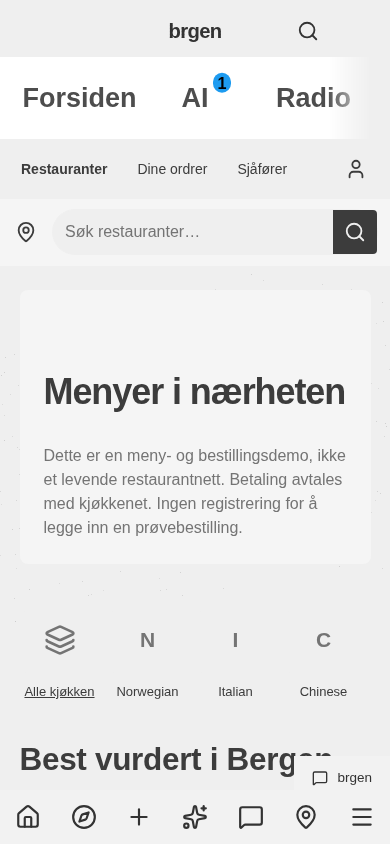 brgen
Forsiden AI 1 Radio
Restauranter Dine ordrer Sjåfører
Søk restauranter…
Menyer i nærheten
Dette er en meny- og bestillingsdemo, ikke
et levende restaurantnett. Betaling avtales
med kjøkkenet. Ingen registrering for å
legge inn en prøvebestilling.
N I C
Alle kjøkken Norwegian Italian Chinese
Best vurdert i Bergen
brgen